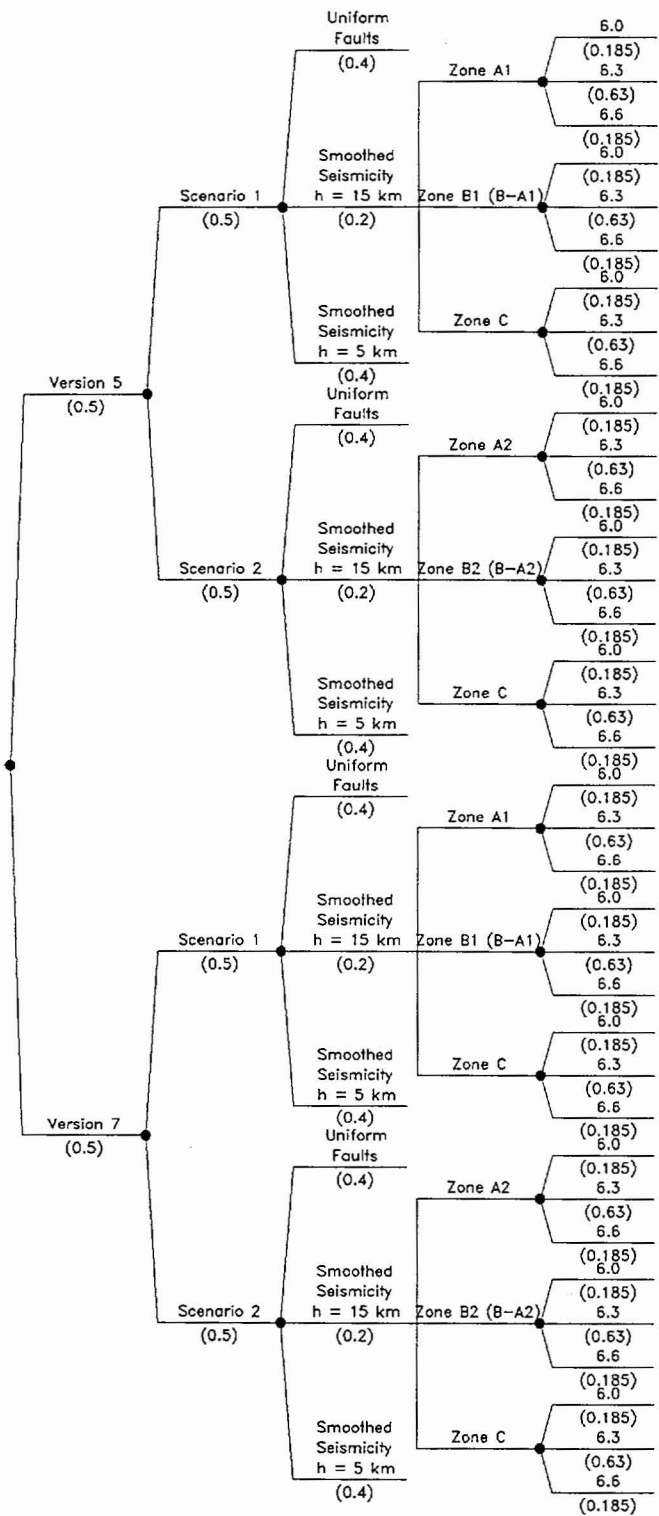 Uniform
Faults
(0.4)
Zone A1
6.0
(0.185)
6.3
(0.63)
6.6
(0.185)
Scenario 1
(0.5)
Smoothed
Seismicity
h = 15 km
(0.2)
Zone B1 (B-A1)
6.0
(0.185)
6.3
(0.63)
6.6
(0.185)
Smoothed
Seismicity
h = 5 km
(0.4)
Zone C
6.0
(0.185)
6.3
(0.63)
6.6
(0.185)
Version 5
(0.5)
Uniform
Faults
(0.4)
Zone A2
6.0
(0.185)
6.3
(0.63)
6.6
(0.185)
Scenario 2
(0.5)
Smoothed
Seismicity
h = 15 km
(0.2)
Zone B2 (B-A2)
6.0
(0.185)
6.3
(0.63)
6.6
(0.185)
Smoothed
Seismicity
h = 5 km
(0.4)
Zone C
6.0
(0.185)
6.3
(0.63)
6.6
(0.185)
Uniform
Faults
(0.4)
Zone A1
6.0
(0.185)
6.3
(0.63)
6.6
(0.185)
Scenario 1
(0.5)
Smoothed
Seismicity
h = 15 km
(0.2)
Zone B1 (B-A1)
6.0
(0.185)
6.3
(0.63)
6.6
(0.185)
Smoothed
Seismicity
h = 5 km
(0.4)
Zone C
6.0
(0.185)
6.3
(0.63)
6.6
(0.185)
Version 7
(0.5)
Uniform
Faults
(0.4)
Zone A2
6.0
(0.185)
6.3
(0.63)
6.6
(0.185)
Scenario 2
(0.5)
Smoothed
Seismicity
h = 15 km
(0.2)
Zone B2 (B-A2)
6.0
(0.185)
6.3
(0.63)
6.6
(0.185)
Smoothed
Seismicity
h = 5 km
(0.4)
Zone C
6.0
(0.185)
6.3
(0.63)
6.6
(0.185)